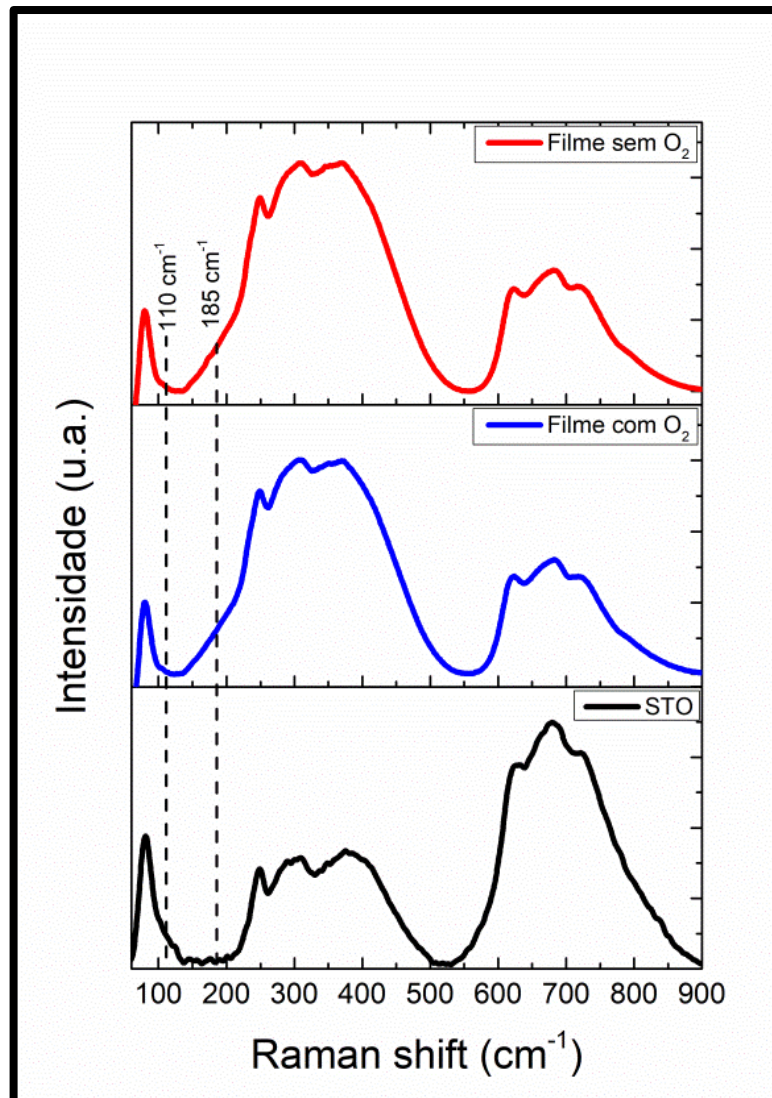 Filme sem O₂
110 cm⁻¹
185 cm⁻¹
Filme com O₂
STO
Intensidade (u.a.)
100 200 300 400 500 600 700 800 900
Raman shift (cm⁻¹)